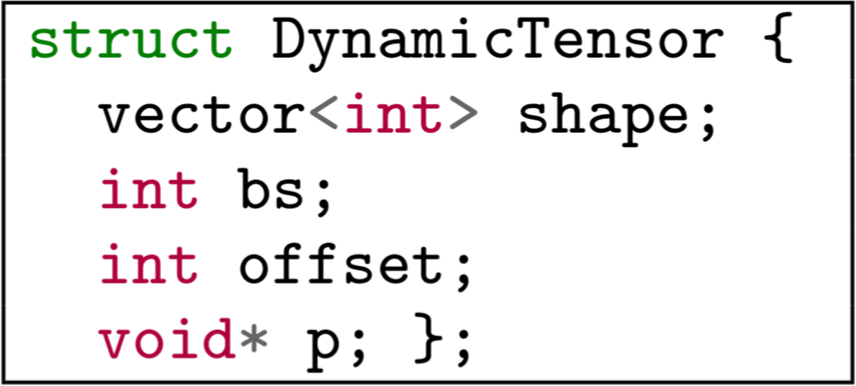 struct DynamicTensor {
  vector<int> shape;
  int bs;
  int offset;
  void* p; };